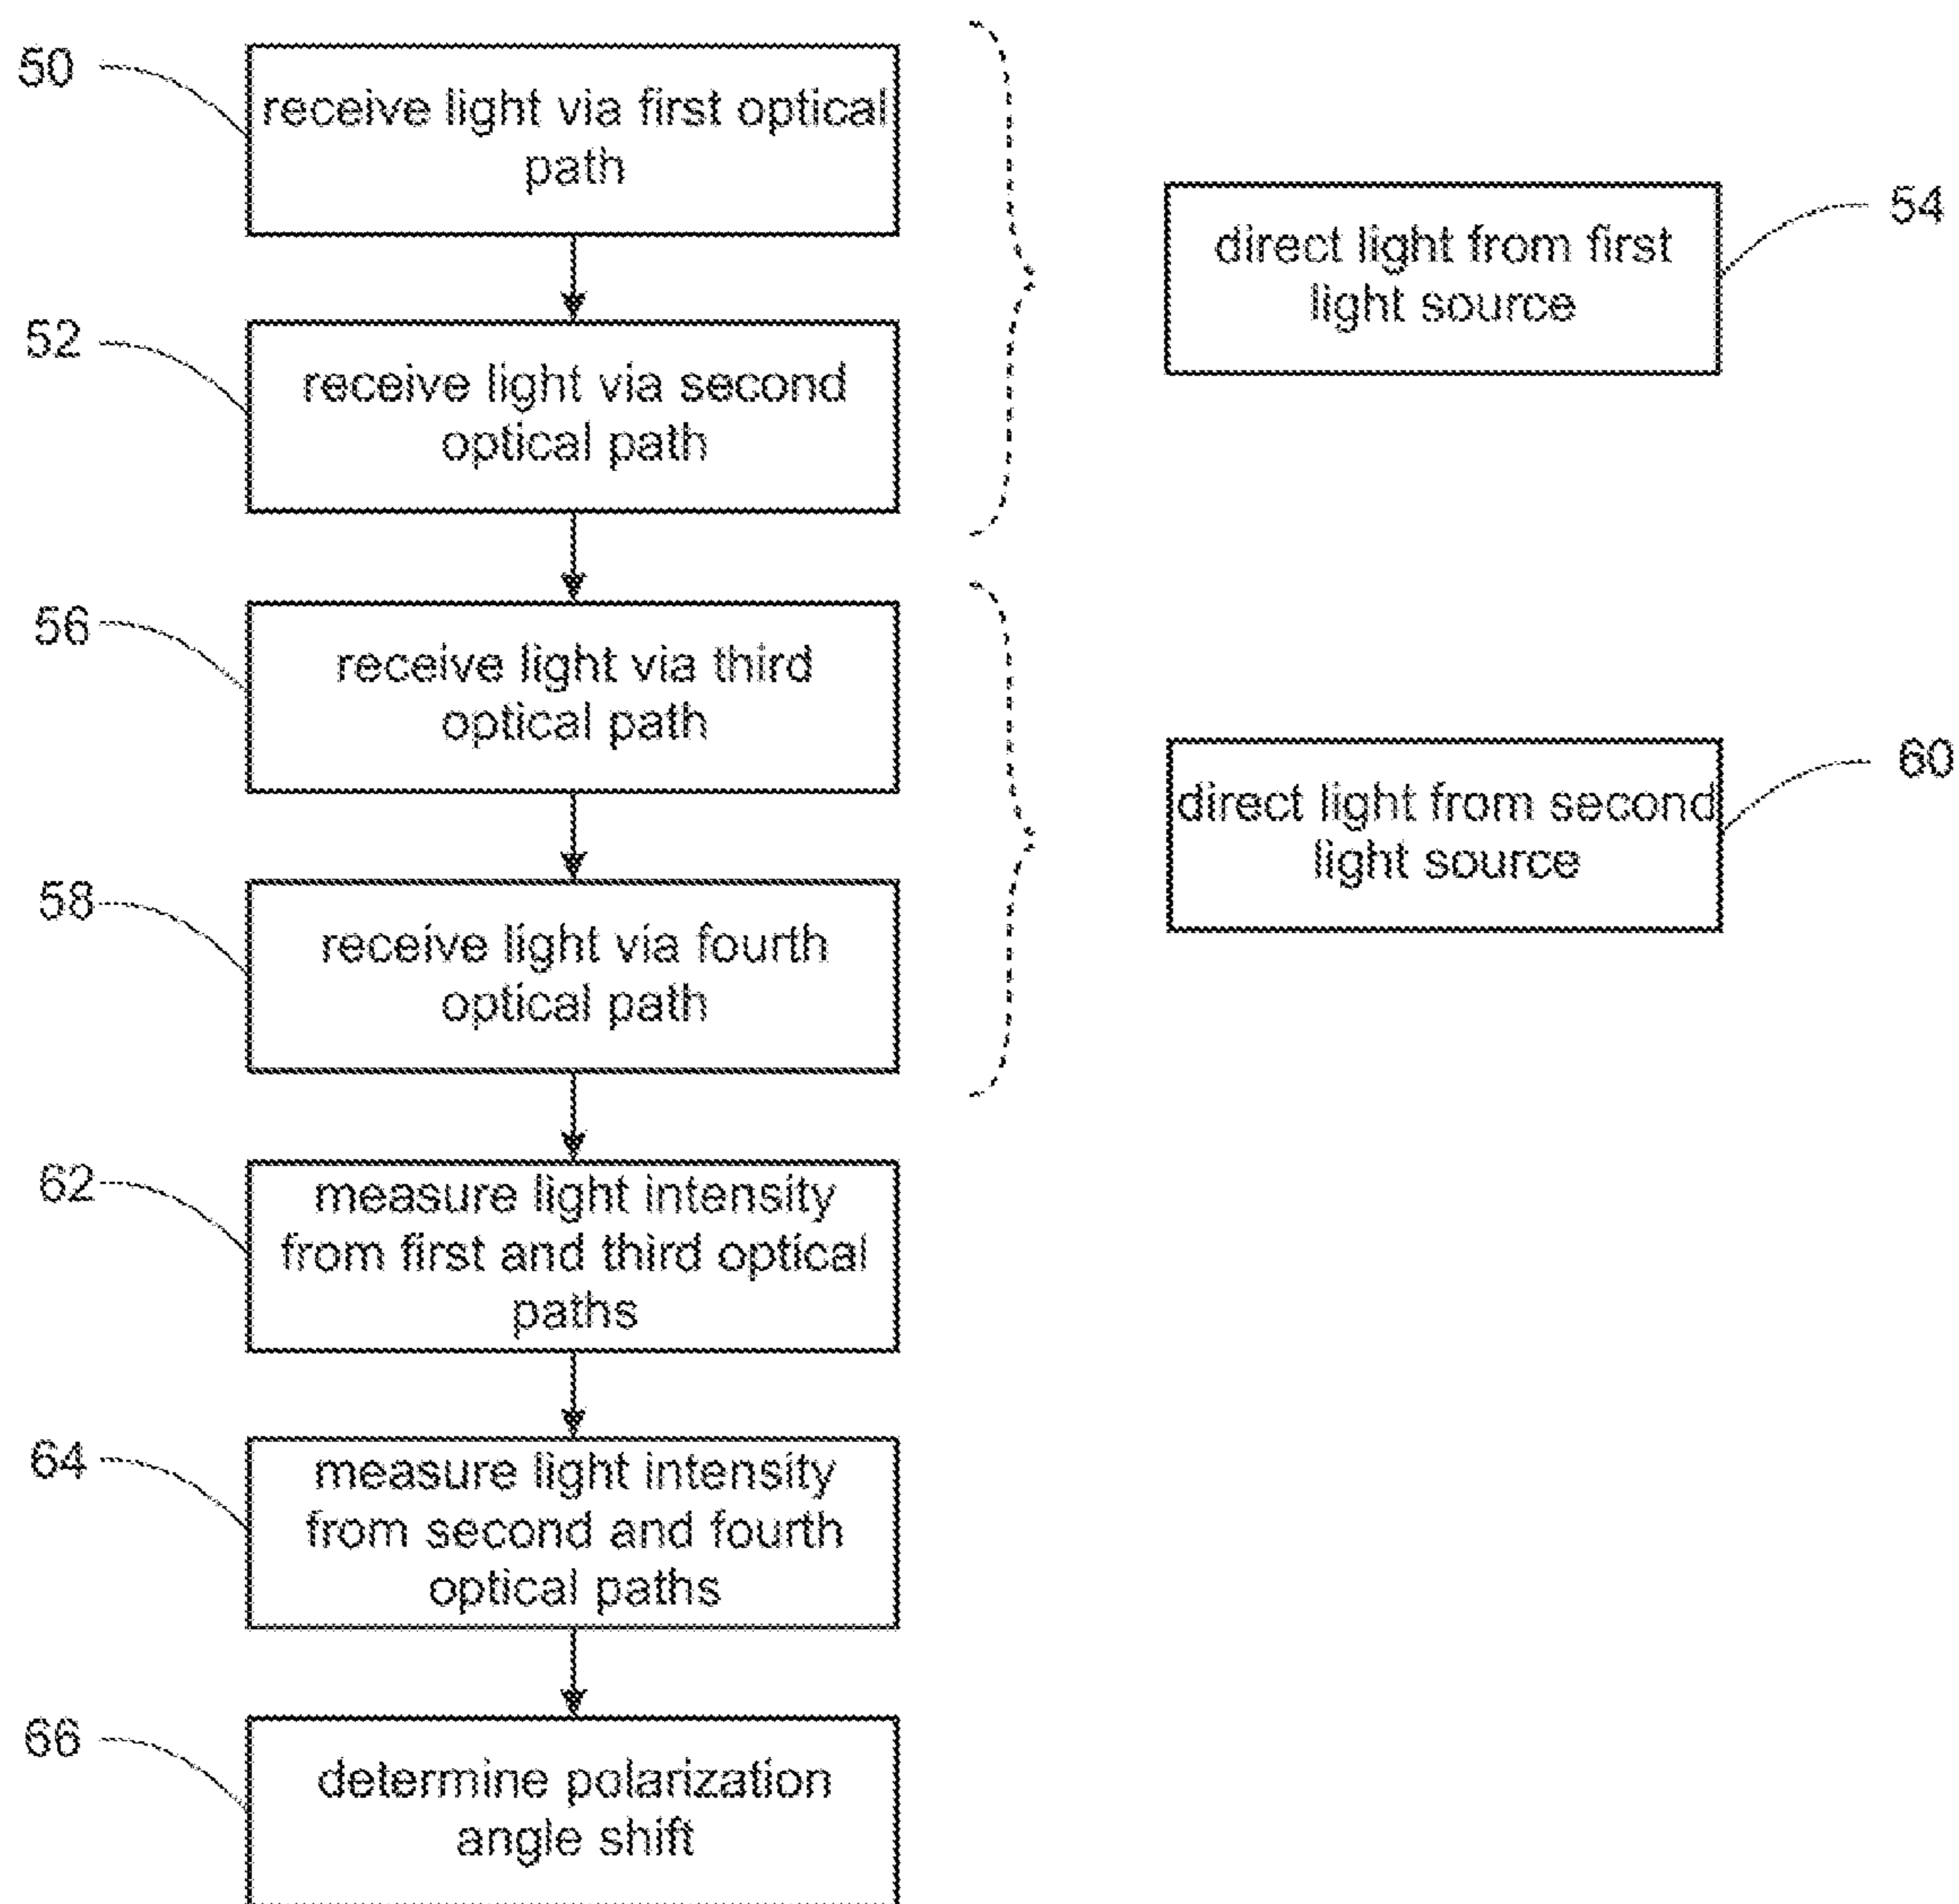 50
receive light via first optical
path
54
direct light from first
light source
52
receive light via second
optical path
56
receive light via third
optical path
60
direct light from second
light source
58
receive light via fourth
optical path
62
measure light intensity
from first and third optical
paths
64
measure light intensity
from second and fourth
optical paths
66
determine polarization
angle shift